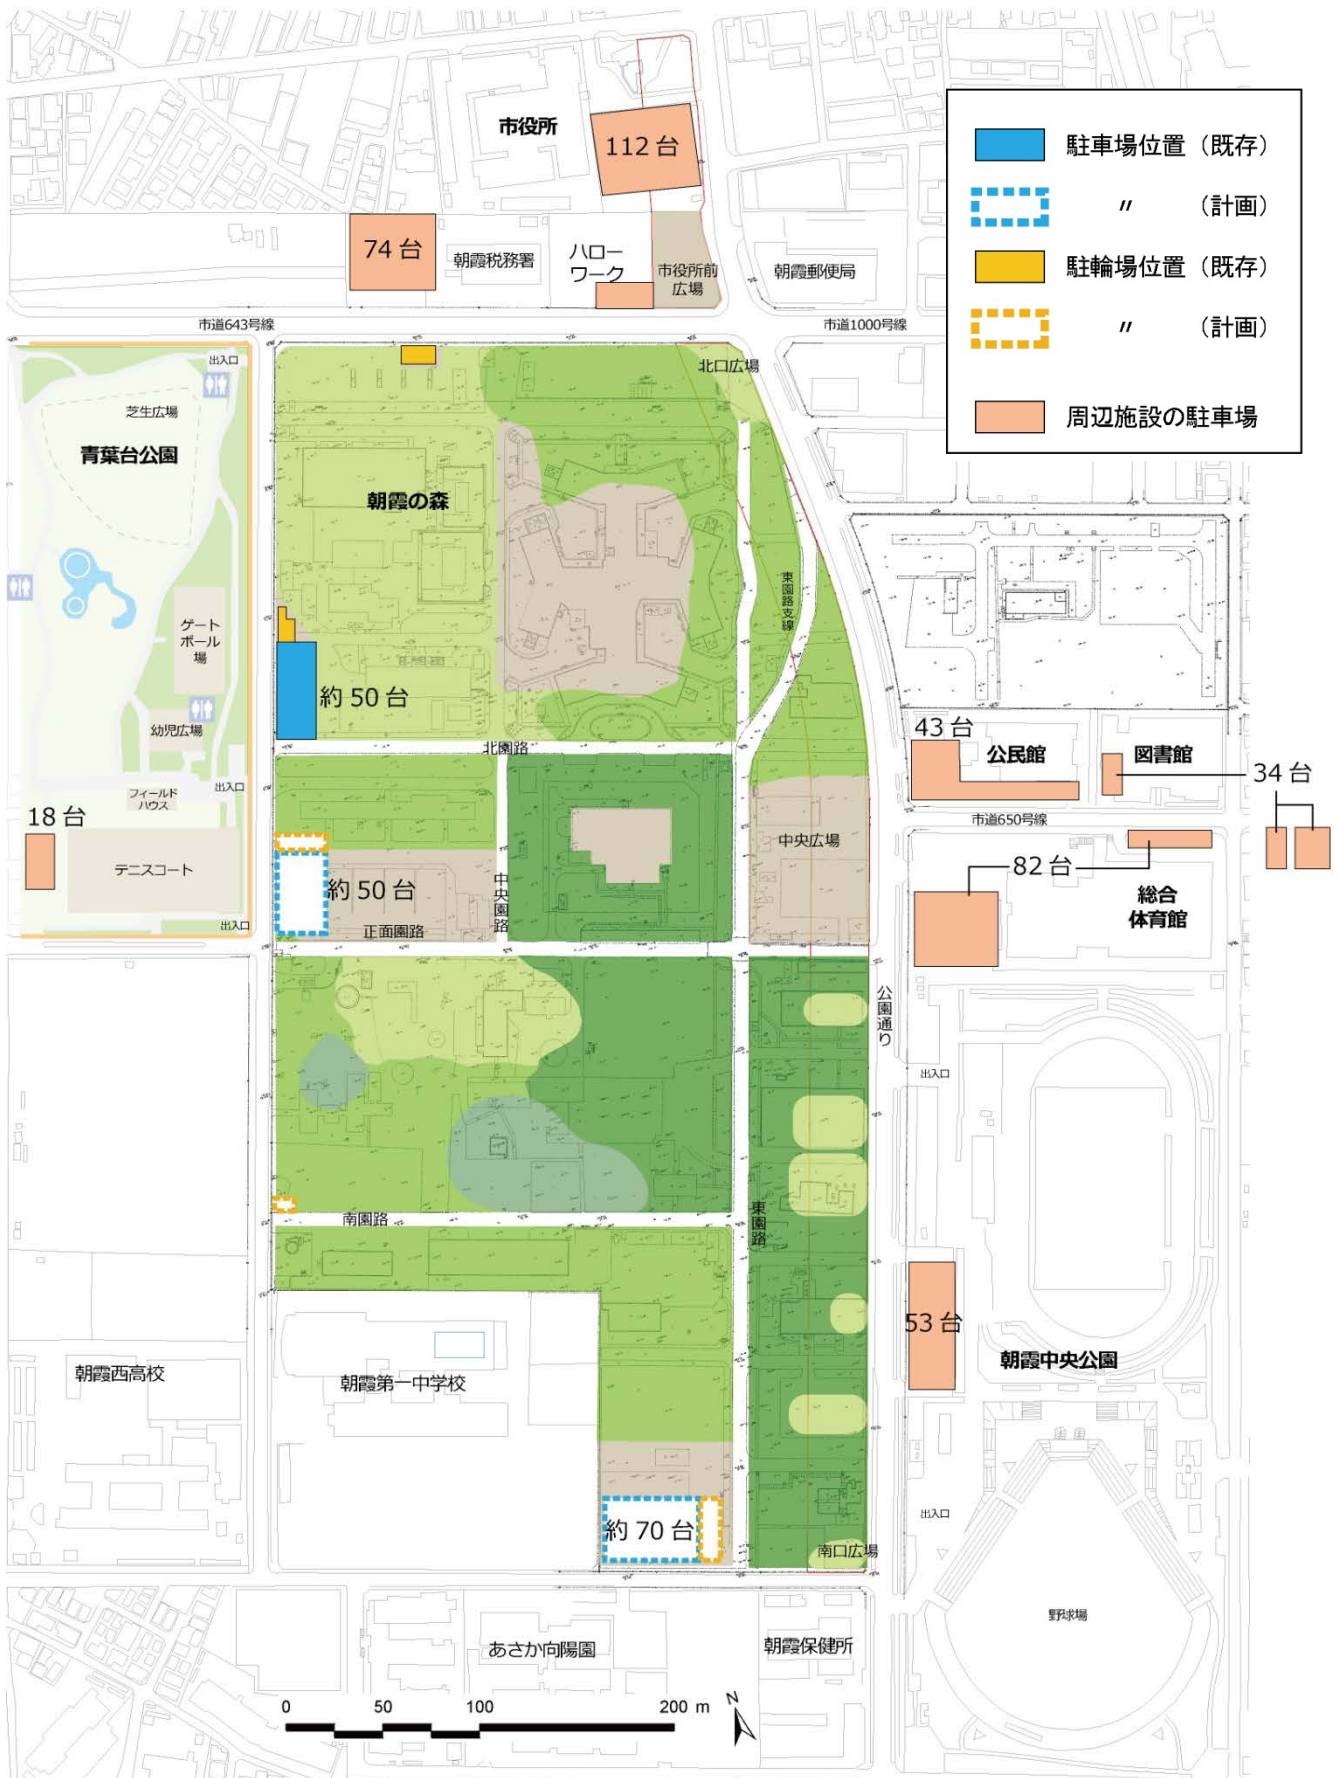 市役所
112 台
駐車場位置（既存）
〃 （計画）
駐輪場位置（既存）
〃 （計画）
周辺施設の駐車場
74 台
朝霞税務署
ハロー
ワーク
市役所前
広場
朝霞郵便局
市道643号線
市道1000号線
出入口
北口広場
芝生広場
青葉台公園
朝霞の森
東園路支線
ゲート
ボール
場
約 50 台
幼児広場
北園路
43 台
公民館
図書館
34 台
出入口
フィールド
ハウス
18 台
市道650号線
テニスコート
中央広場
82 台
約 50 台
中央園路
総合
体育館
出入口
正面園路
公園通り
出入口
南園路
東園路
53 台
朝霞西高校
朝霞第一中学校
朝霞中央公園
約 70 台
出入口
南口広場
野球場
あさか向陽園
朝霞保健所
0 50 100 200 m
N